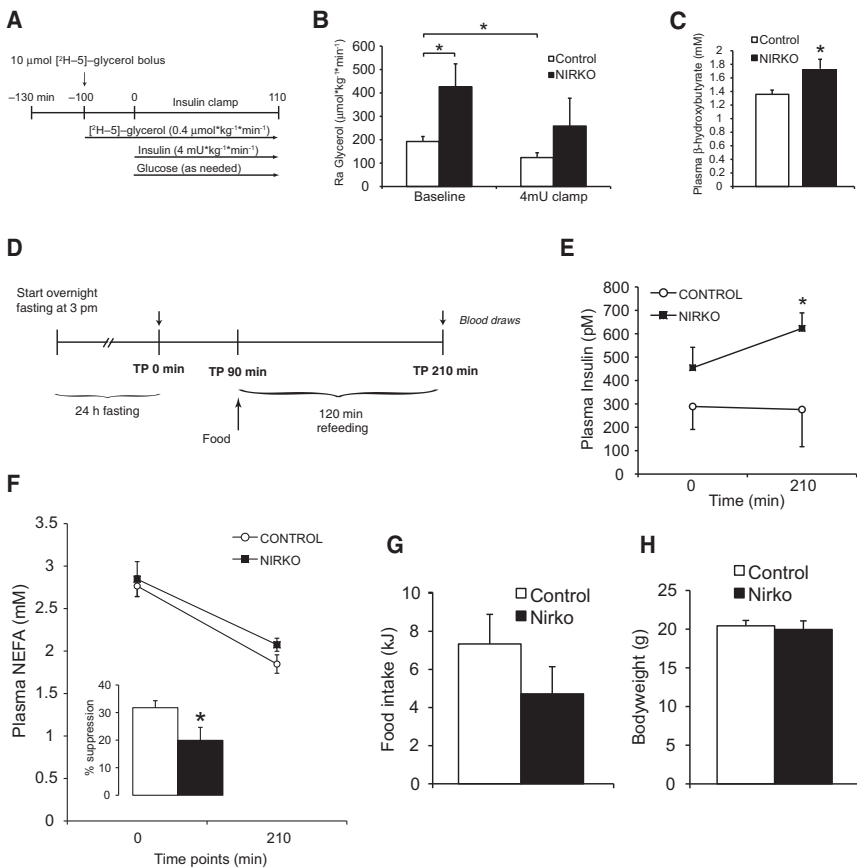 A
10 μmol [²H–5]–glycerol bolus
–130 min
–100
0
Insulin clamp
110
[²H–5]–glycerol (0.4 μmol*kg⁻¹*min⁻¹)
Insulin (4 mU*kg⁻¹*min⁻¹)
Glucose (as needed)
B
Ra Glycerol (μmol*kg⁻¹*min⁻¹)
600
500
400
300
200
100
0
*
*
Control
NIRKO
Baseline
4mU clamp
C
Plasma β-hydroxybutyrate (mM)
2
1.8
1.6
1.4
1.2
1
0.8
0.6
0.4
0.2
0
Control
NIRKO
*
D
Start overnight
fasting at 3 pm
Blood draws
TP 0 min
TP 90 min
TP 210 min
24 h fasting
Food
120 min
refeeding
E
Plasma Insulin (pM)
800
700
600
500
400
300
200
100
0
CONTROL
NIRKO
*
0
210
Time (min)
F
Plasma NEFA (mM)
3.5
3
2.5
2
1.5
1
0.5
0
CONTROL
NIRKO
% suppression
40
30
20
10
0
*
0
210
Time points (min)
G
Food intake (kJ)
10
8
6
4
2
0
Control
Nirko
H
Bodyweight (g)
25
20
15
10
5
0
Control
Nirko